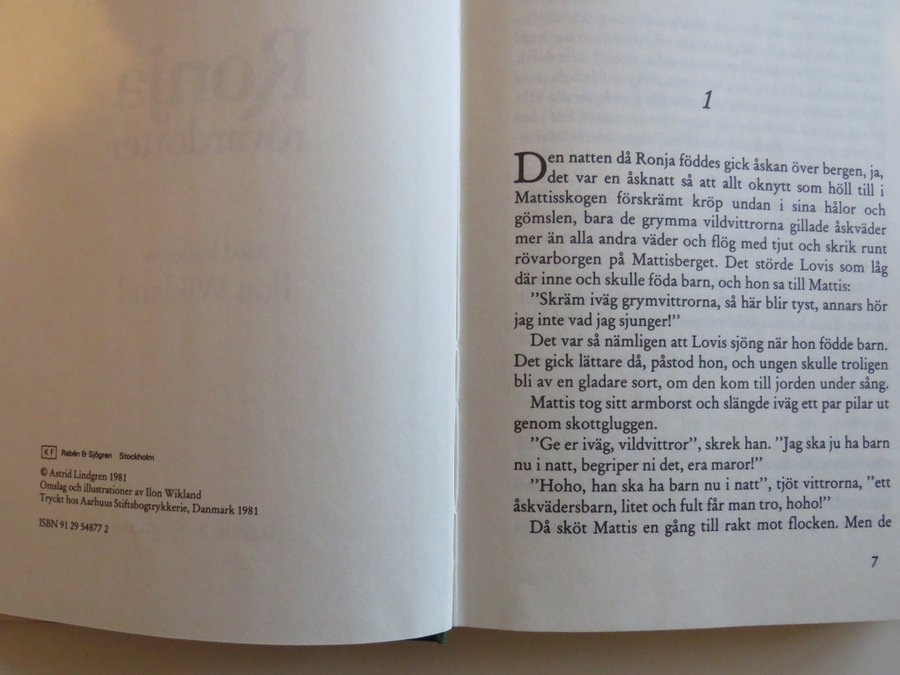 KF Rabén & Sjögren Stockholm
© Astrid Lindgren 1981
Omslag och illustrationer av Ilon Wikland
Tryckt hos Aarhuus Stiftsbogtrykkerie, Danmark 1981
ISBN 91 29 54877 2
1
Den natten då Ronja föddes gick åskan över bergen, ja,
det var en åsknatt så att allt oknytt som höll till i
Mattisskogen förskrämt kröp undan i sina hålor och
gömslen, bara de grymma vildvittrorna gillade åskväder
mer än alla andra väder och flög med tjut och skrik runt
rövarborgen på Mattisberget. Det störde Lovis som låg
där inne och skulle föda barn, och hon sa till Mattis:
”Skräm iväg grymvittrorna, så här blir tyst, annars hör
jag inte vad jag sjunger!”
Det var så nämligen att Lovis sjöng när hon födde barn.
Det gick lättare då, påstod hon, och ungen skulle troligen
bli av en gladare sort, om den kom till jorden under sång.
Mattis tog sitt armborst och slängde iväg ett par pilar ut
genom skottgluggen.
”Ge er iväg, vildvittror”, skrek han. ”Jag ska ju ha barn
nu i natt, begriper ni det, era maror!”
”Hoho, han ska ha barn nu i natt”, tjöt vittrorna, ”ett
åskvädersbarn, litet och fult får man tro, hoho!”
Då sköt Mattis en gång till rakt mot flocken. Men de
7